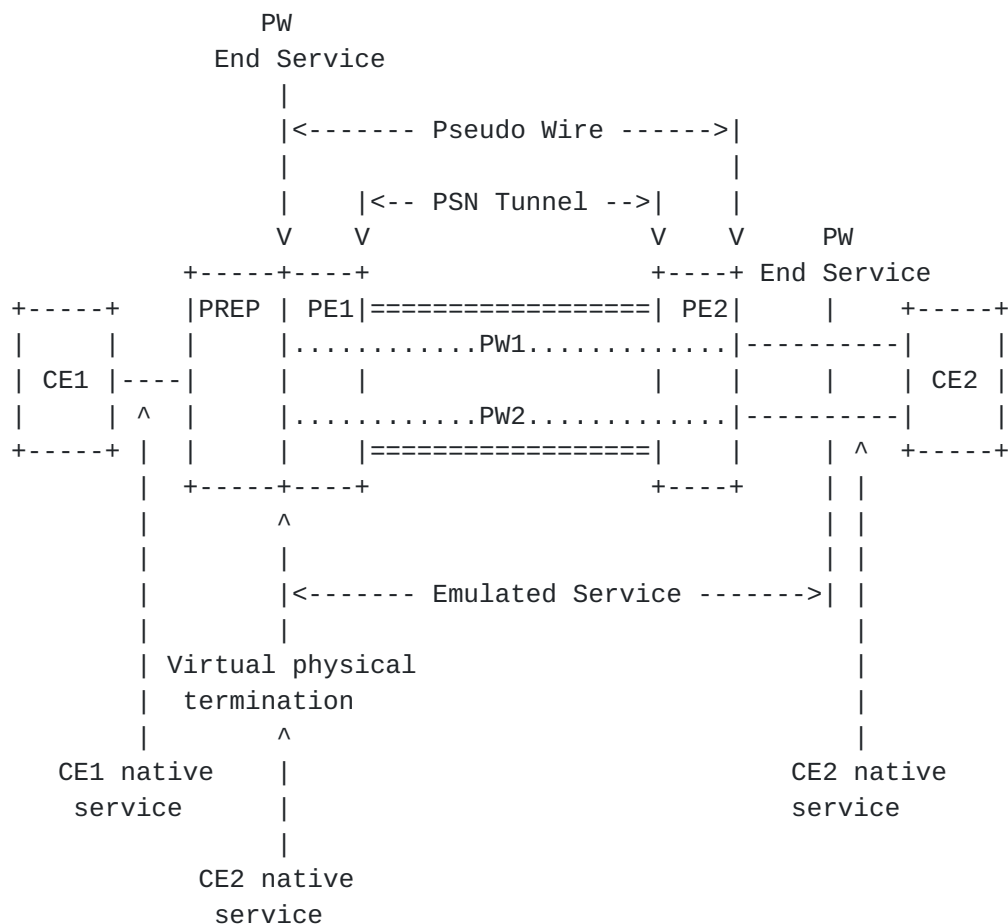 PW
End Service
|
|<------- Pseudo Wire ------>|
| |
| |<-- PSN Tunnel -->| |
V V V V PW
+-----+----+ +----+ End Service
+-----+ |PREP | PE1|==================| PE2| | +-----+
| | | |............PW1.............|----------| |
| CE1 |----| | | | | | | CE2 |
| | ^ | |............PW2.............|----------| |
+-----+ | | | |==================| | | ^ +-----+
| +-----+----+ +----+ | |
| ^ | |
| | | |
| |<------- Emulated Service ------->| |
| | |
| Virtual physical |
| termination |
| ^ |
CE1 native | CE2 native
service | service
|
CE2 native
service